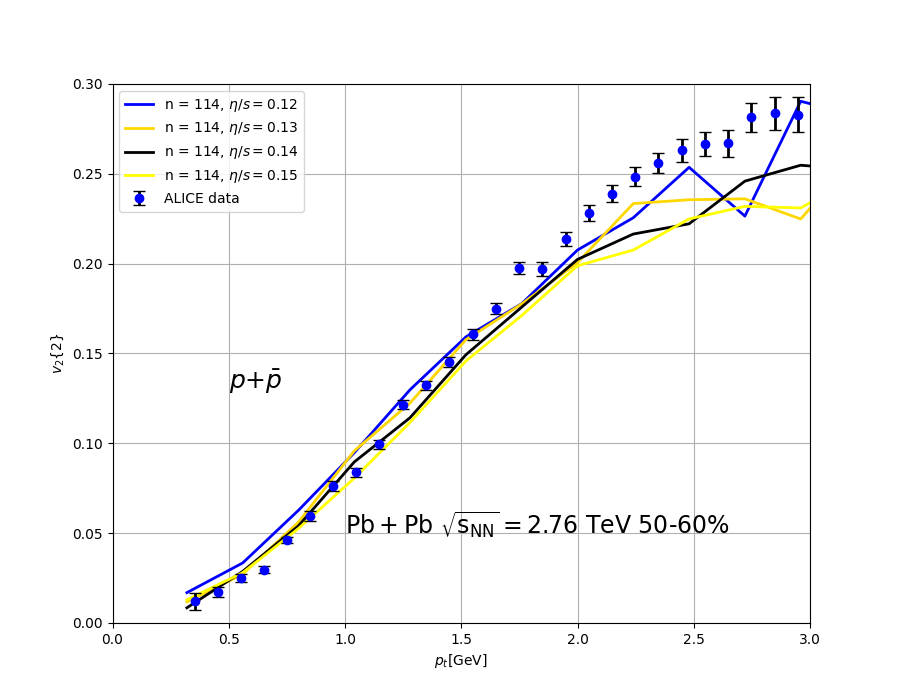 0.30
0.25
0.20
0.15
0.10
0.05
0.00
v₂{2}
n = 114, η/s = 0.12
n = 114, η/s = 0.13
n = 114, η/s = 0.14
n = 114, η/s = 0.15
ALICE data
p+p̄
Pb + Pb √s_NN = 2.76 TeV 50-60%
0.0 0.5 1.0 1.5 2.0 2.5 3.0
p_t[GeV]